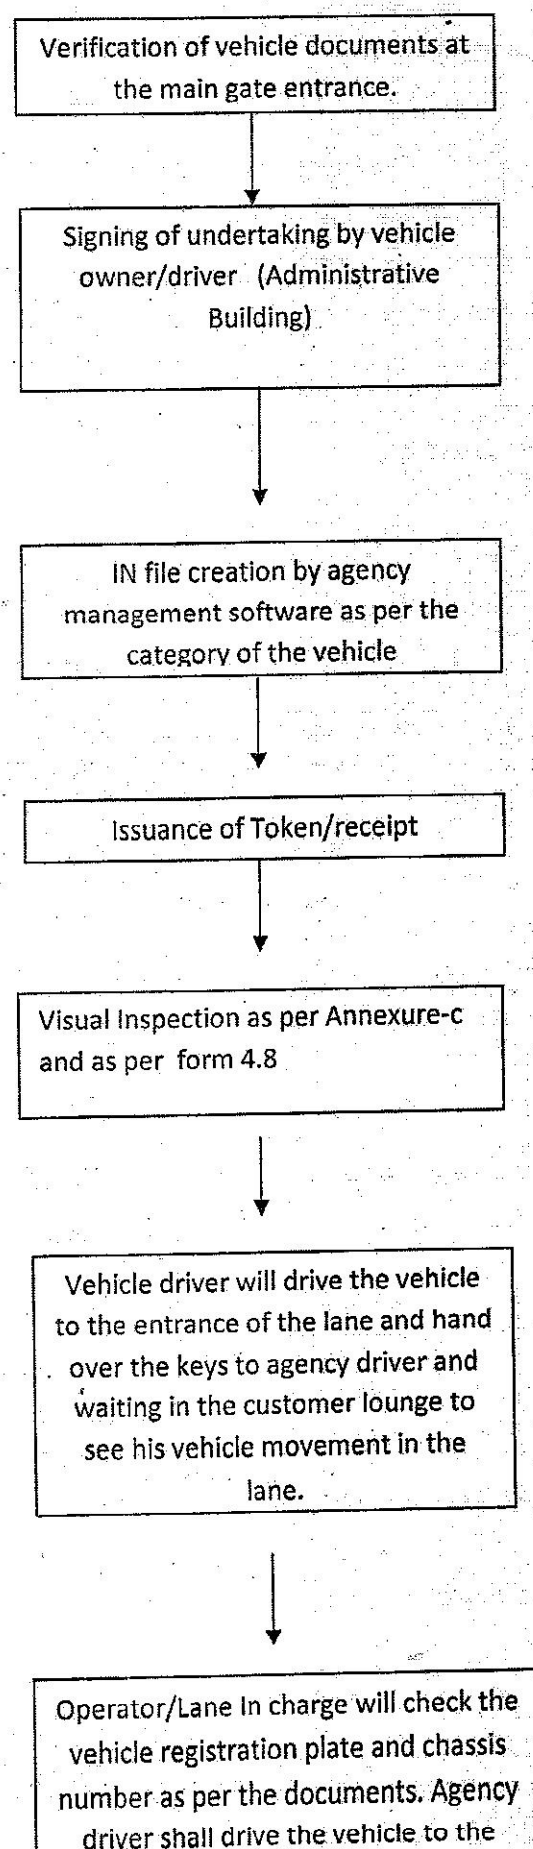 Verification of vehicle documents at
the main gate entrance.
Signing of undertaking by vehicle
owner/driver (Administrative
Building)
IN file creation by agency
management software as per the
category of the vehicle
Issuance of Token/receipt
Visual Inspection as per Annexure-c
and as per form 4.8
Vehicle driver will drive the vehicle
to the entrance of the lane and hand
over the keys to agency driver and
waiting in the customer lounge to
see his vehicle movement in the
lane.
Operator/Lane In charge will check the
vehicle registration plate and chassis
number as per the documents. Agency
driver shall drive the vehicle to the